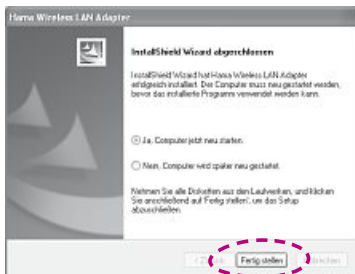 Hama Wireless LAN Adapter
InstallShield Wizard abgeschlossen
InstallShield Wizard hat Hama Wireless LAN Adapter
erfolgreich installiert. Der Computer muss neu gestartet werden,
bevor das installierte Programm verwendet werden kann.
Ja, Computer jetzt neu starten.
Nein, Computer wird später neu gestartet.
Nehmen Sie alle Disketten aus den Laufwerken, und klicken
Sie anschließend auf 'Fertig stellen', um das Setup
abzuschließen.
< Zurück Fertig stellen Abbrechen